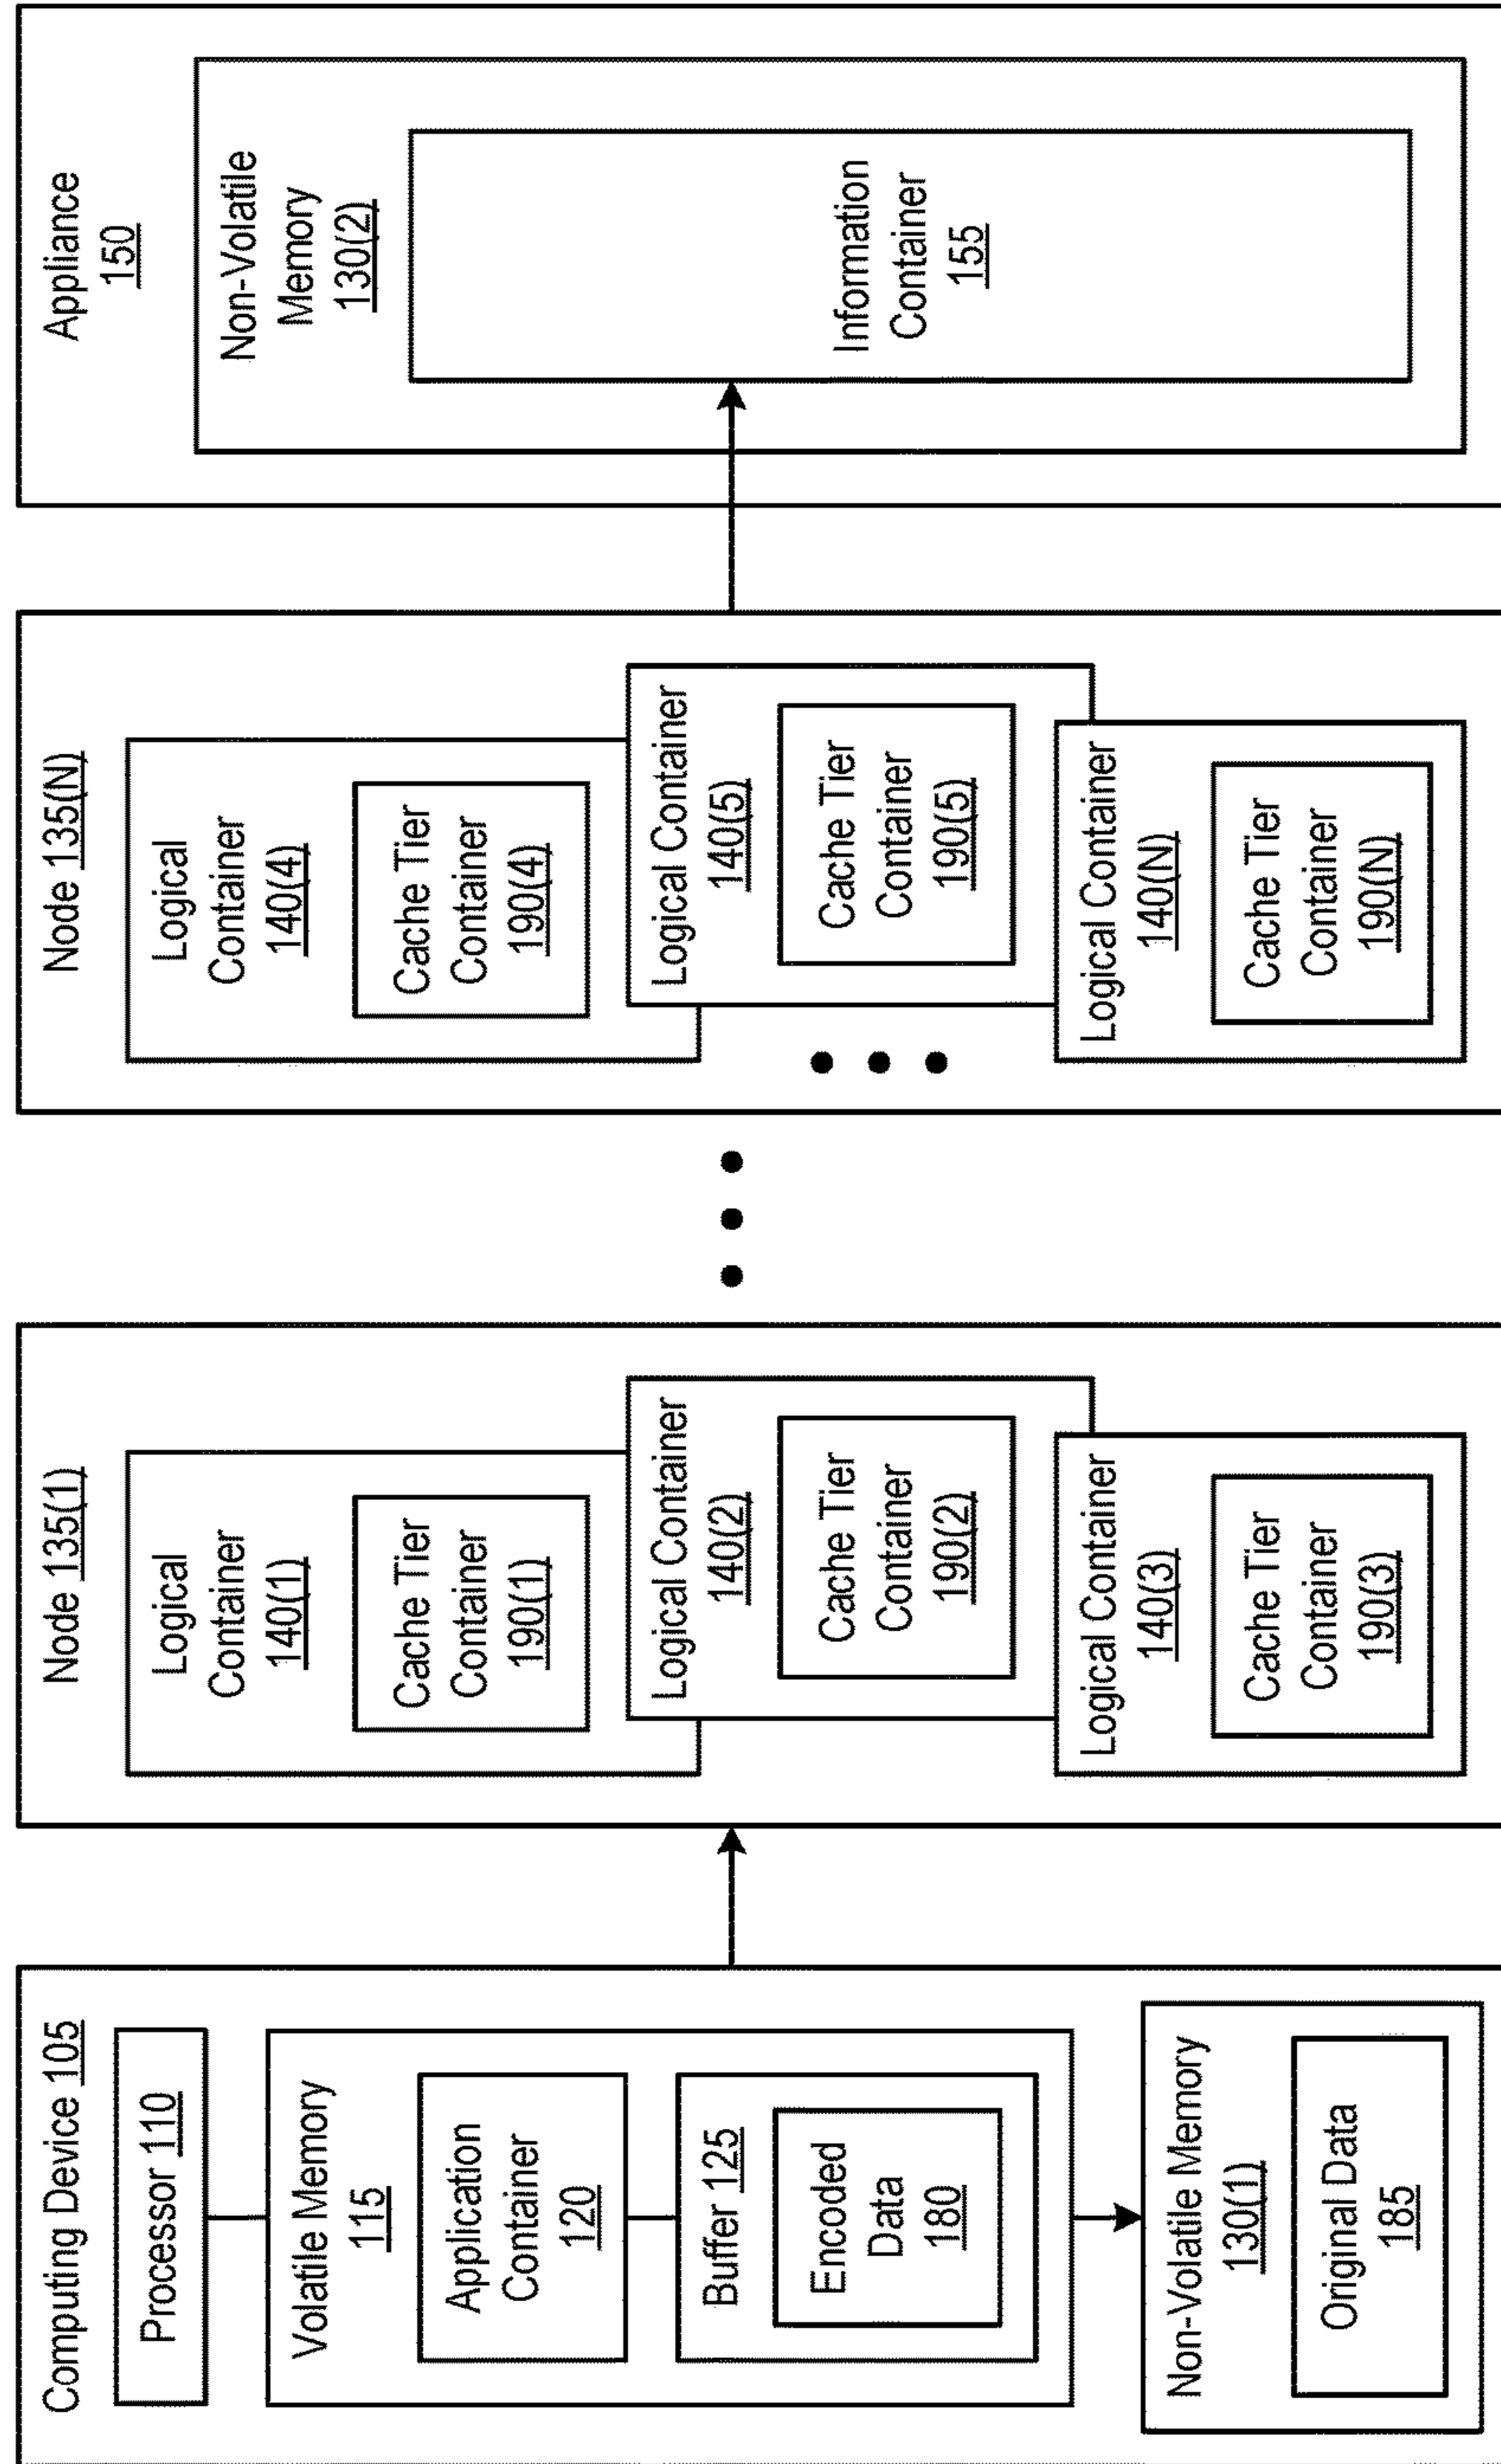 Computing Device 105
Processor 110
Volatile Memory
115
Application
Container
120
Buffer 125
Encoded
Data
180
Non-Volatile Memory
130(1)
Original Data
185
Node 135(1)
Logical
Container
140(1)
Cache Tier
Container
190(1)
Logical Container
140(2)
Cache Tier
Container
190(2)
Logical Container
140(3)
Cache Tier
Container
190(3)
Node 135(N)
Logical
Container
140(4)
Cache Tier
Container
190(4)
Logical Container
140(5)
Cache Tier
Container
190(5)
Logical Container
140(N)
Cache Tier
Container
190(N)
Appliance
150
Non-Volatile
Memory
130(2)
Information
Container
155